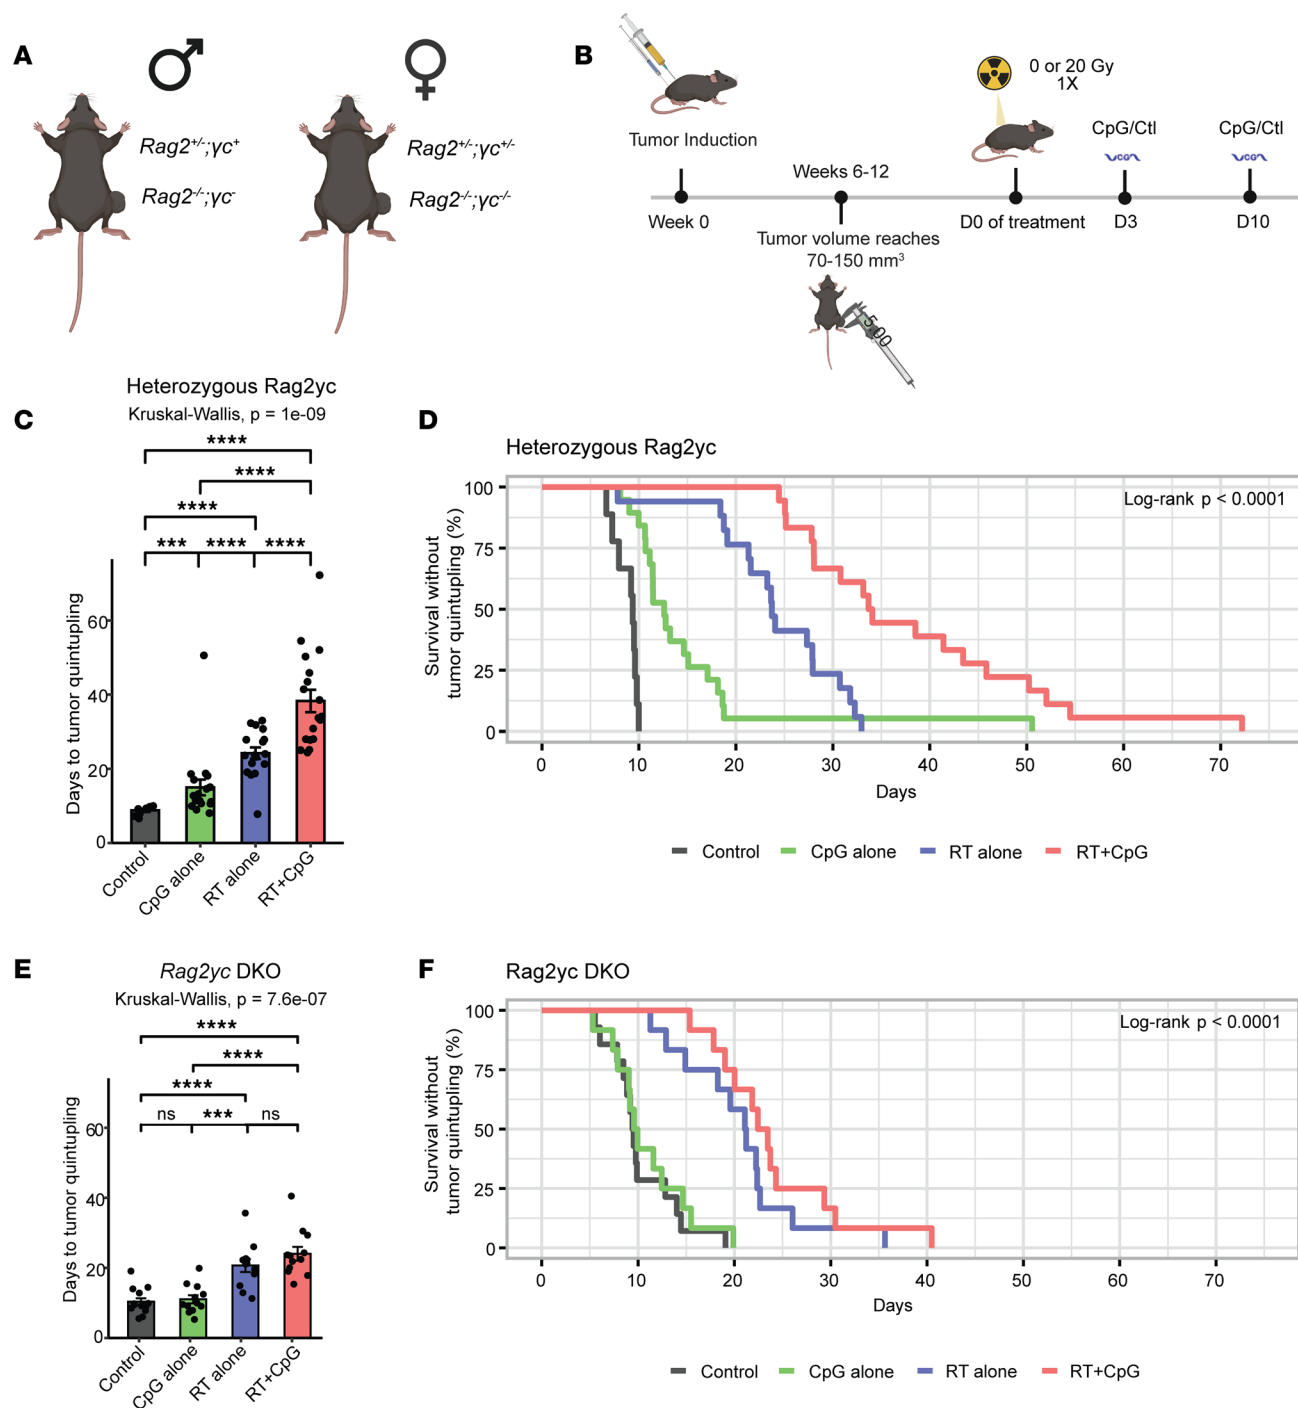 A
♂
♀
Rag2+/-;γc+
Rag2+/-;γc+/-
Rag2-/-;γc-
Rag2-/-;γc-/-
B
0 or 20 Gy
1X
Tumor Induction
CpG/Ctl
CpG/Ctl
CG
CG
Weeks 6-12
Week 0
D0 of treatment
D3
D10
Tumor volume reaches
70-150 mm3
5.00
C
Heterozygous Rag2yc
Kruskal-Wallis, p = 1e-09
****
****
****
***
****
****
Days to tumor quintupling
60
40
20
0
Control
CpG alone
RT alone
RT+CpG
D
Heterozygous Rag2yc
Log-rank p < 0.0001
Survival without
tumor quintupling (%)
100
75
50
25
0
0 10 20 30 40 50 60 70
Days
Control CpG alone RT alone RT+CpG
E
Rag2yc DKO
Kruskal-Wallis, p = 7.6e-07
****
****
****
ns
***
ns
Days to tumor quintupling
60
40
20
0
Control
CpG alone
RT alone
RT+CpG
F
Rag2yc DKO
Log-rank p < 0.0001
Survival without
tumor quintupling (%)
100
75
50
25
0
0 10 20 30 40 50 60 70
Days
Control CpG alone RT alone RT+CpG